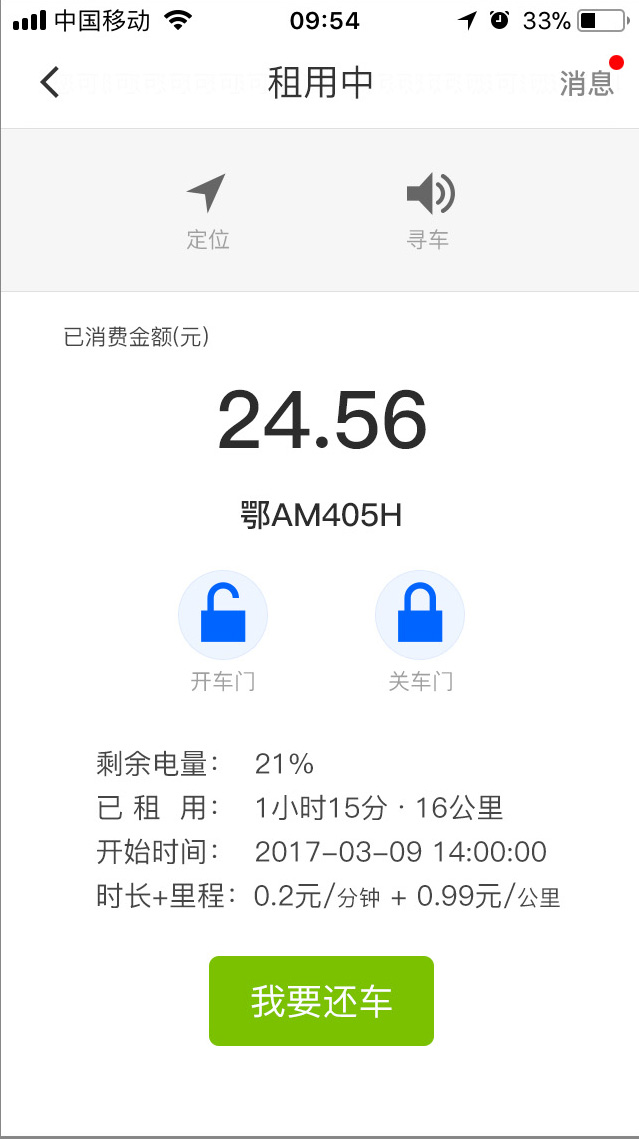 中国移动 09:54 33%
租用中 消息
定位 寻车
已消费金额(元)
24.56
鄂AM405H
开车门 关车门
剩余电量： 21%
已 租 用： 1小时15分 · 16公里
开始时间： 2017-03-09 14:00:00
时长+里程： 0.2元/分钟 + 0.99元/公里
我要还车